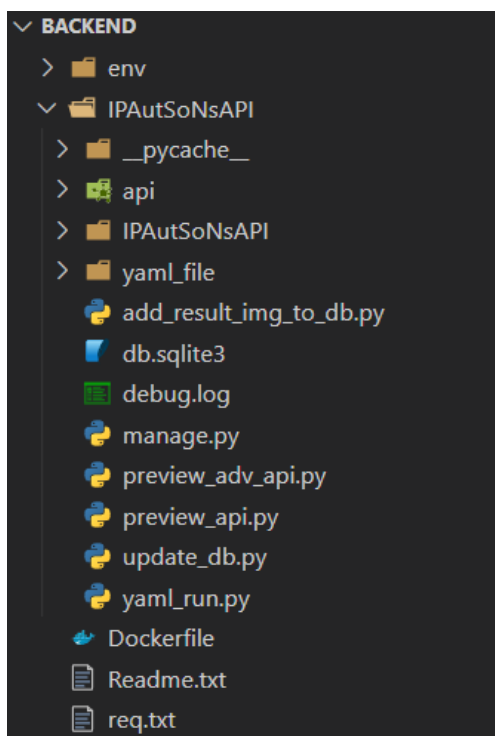 BACKEND
env
IPAutSoNsAPI
__pycache__
api
IPAutSoNsAPI
yaml_file
add_result_img_to_db.py
db.sqlite3
debug.log
manage.py
preview_adv_api.py
preview_api.py
update_db.py
yaml_run.py
Dockerfile
Readme.txt
req.txt